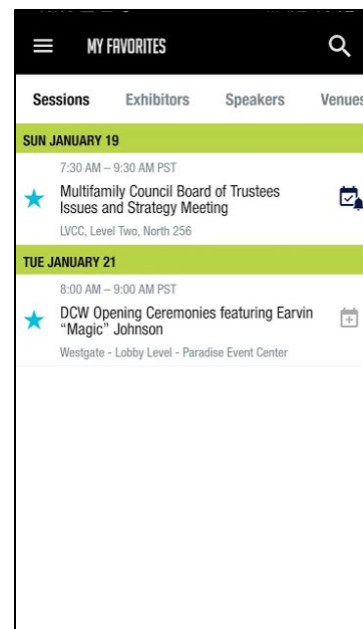 MY FAVORITES
Sessions Exhibitors Speakers Venues
SUN JANUARY 19
7:30 AM – 9:30 AM PST
Multifamily Council Board of Trustees
Issues and Strategy Meeting
LVCC, Level Two, North 256
TUE JANUARY 21
8:00 AM – 9:00 AM PST
DCW Opening Ceremonies featuring Earvin
“Magic” Johnson
Westgate - Lobby Level - Paradise Event Center